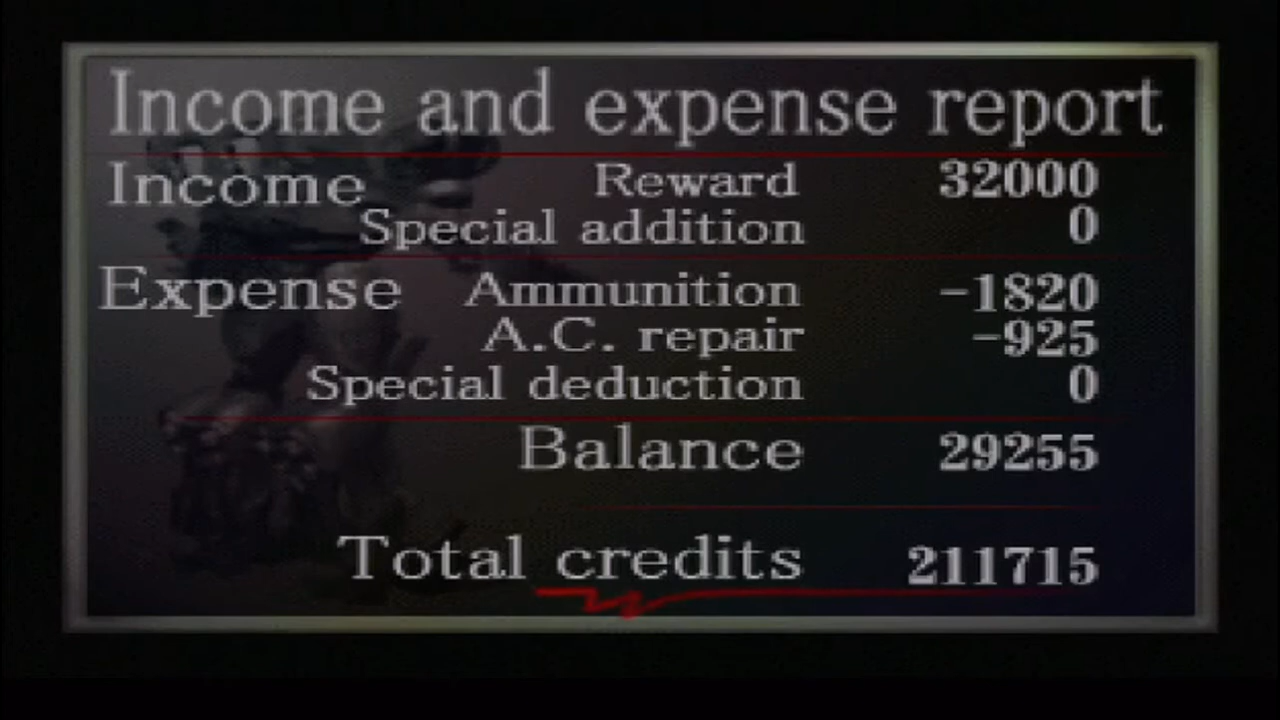 Income and expense report
Income Reward 32000
Special addition 0
Expense Ammunition -1820
A.C. repair -925
Special deduction 0
Balance 29255
Total credits 211715